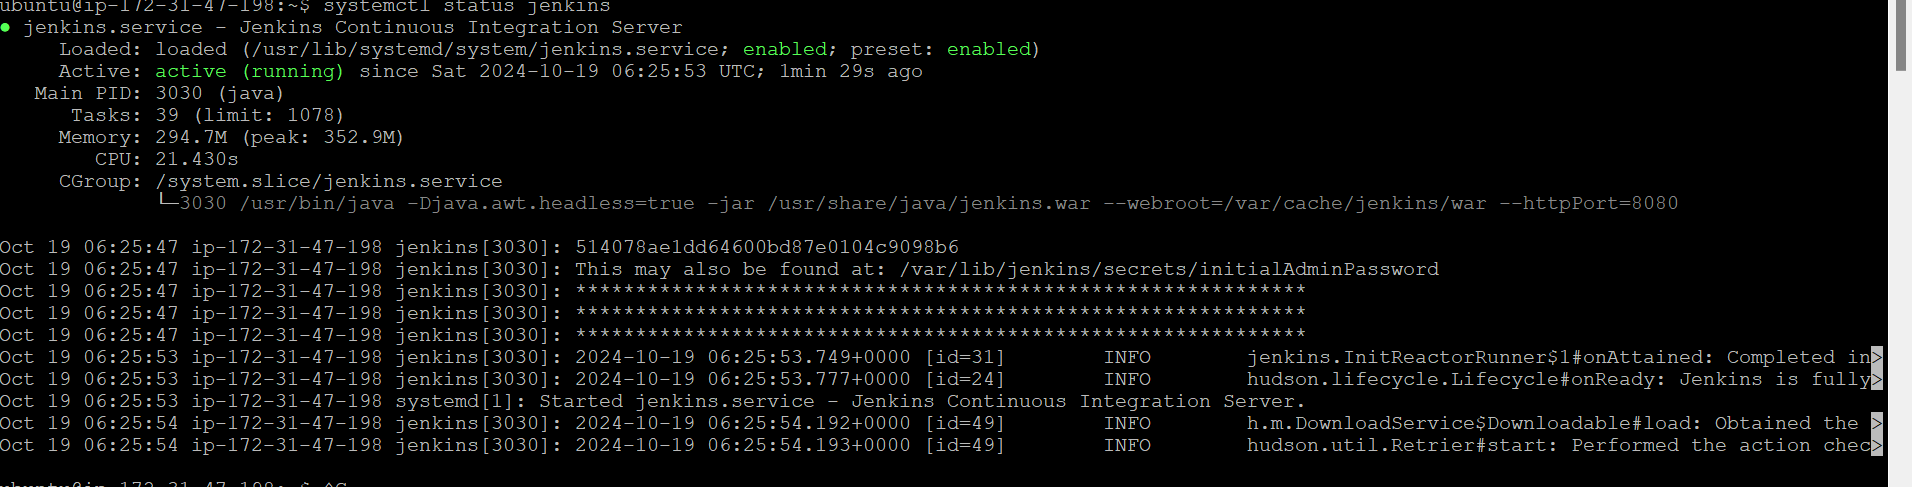 ubuntu@ip-172-31-47-198:~$ systemctl status jenkins
● jenkins.service - Jenkins Continuous Integration Server
Loaded: loaded (/usr/lib/systemd/system/jenkins.service; enabled; preset: enabled)
Active: active (running) since Sat 2024-10-19 06:25:53 UTC; 1min 29s ago
Main PID: 3030 (java)
Tasks: 39 (limit: 1078)
Memory: 294.7M (peak: 352.9M)
CPU: 21.430s
CGroup: /system.slice/jenkins.service
└─3030 /usr/bin/java -Djava.awt.headless=true -jar /usr/share/java/jenkins.war --webroot=/var/cache/jenkins/war --httpPort=8080
Oct 19 06:25:47 ip-172-31-47-198 jenkins[3030]: 514078ae1dd64600bd87e0104c9098b6
Oct 19 06:25:47 ip-172-31-47-198 jenkins[3030]: This may also be found at: /var/lib/jenkins/secrets/initialAdminPassword
Oct 19 06:25:47 ip-172-31-47-198 jenkins[3030]: *************************************************************
Oct 19 06:25:47 ip-172-31-47-198 jenkins[3030]: *************************************************************
Oct 19 06:25:47 ip-172-31-47-198 jenkins[3030]: *************************************************************
Oct 19 06:25:53 ip-172-31-47-198 jenkins[3030]: 2024-10-19 06:25:53.749+0000 [id=31] INFO jenkins.InitReactorRunner$1#onAttained: Completed in>
Oct 19 06:25:53 ip-172-31-47-198 jenkins[3030]: 2024-10-19 06:25:53.777+0000 [id=24] INFO hudson.lifecycle.Lifecycle#onReady: Jenkins is fully>
Oct 19 06:25:53 ip-172-31-47-198 systemd[1]: Started jenkins.service - Jenkins Continuous Integration Server.
Oct 19 06:25:54 ip-172-31-47-198 jenkins[3030]: 2024-10-19 06:25:54.192+0000 [id=49] INFO h.m.DownloadService$Downloadable#load: Obtained the >
Oct 19 06:25:54 ip-172-31-47-198 jenkins[3030]: 2024-10-19 06:25:54.193+0000 [id=49] INFO hudson.util.Retrier#start: Performed the action chec>